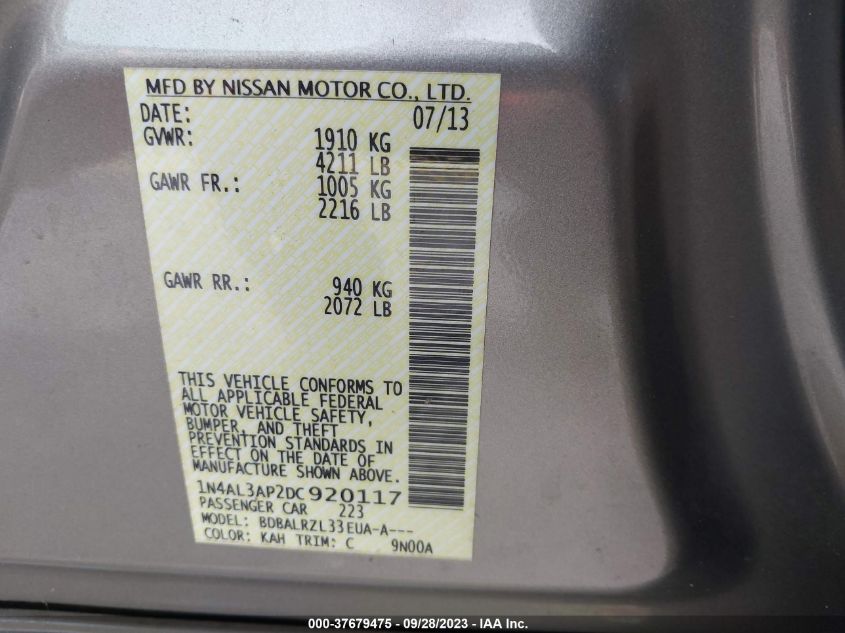 MFD BY NISSAN MOTOR CO., LTD.
DATE: 07/13
GVWR: 1910 KG
4211 LB
GAWR FR.: 1005 KG
2216 LB
GAWR RR.: 940 KG
2072 LB
THIS VEHICLE CONFORMS TO
ALL APPLICABLE FEDERAL
MOTOR VEHICLE SAFETY,
BUMPER, AND THEFT
PREVENTION STANDARDS IN
EFFECT ON THE DATE OF
MANUFACTURE SHOWN ABOVE.
1N4AL3AP2DC920117
PASSENGER CAR 223
MODEL: BDBALRZL33EUA-A---
COLOR: KAH TRIM: C 9N00A
000-37679475 - 09/28/2023 - IAA Inc.